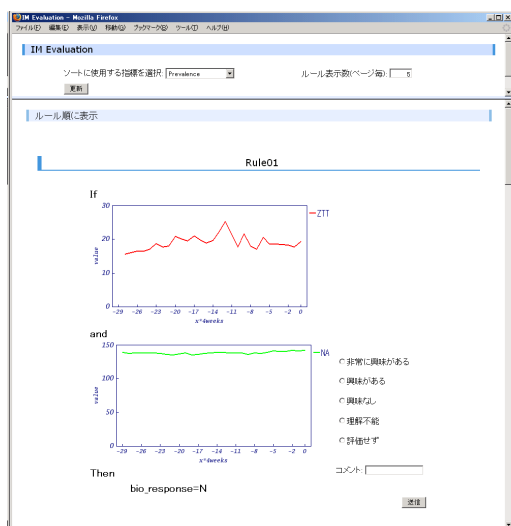 IM Evaluation - Mozilla Firefox
ファイル(F) 編集(E) 表示(V) 移動(G) ブックマーク(B) ツール(T) ヘルプ(H)
IM Evaluation
ソートに使用する指標を選択: Prevalence
ルール表示数(ページ毎): 5
更新
ルール順に表示
Rule01
If
30
20
10
0
value
ZTT
-29 -26 -23 -20 -17 -14 -11 -8 -5 -2 0
x*4weeks
and
150
100
50
0
value
NA
-29 -26 -23 -20 -17 -14 -11 -8 -5 -2 0
x*4weeks
非常に興味がある
興味がある
興味なし
理解不能
評価せず
Then
コメント:
bio_response=N
送信